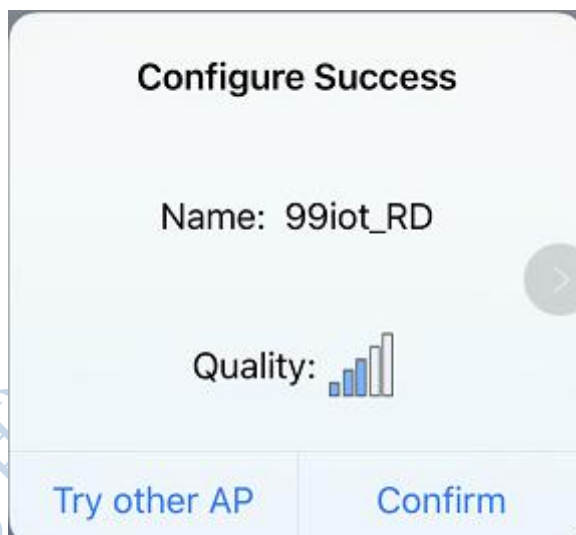 Configure Success
Name: 99iot_RD
Quality:
Try other AP Confirm